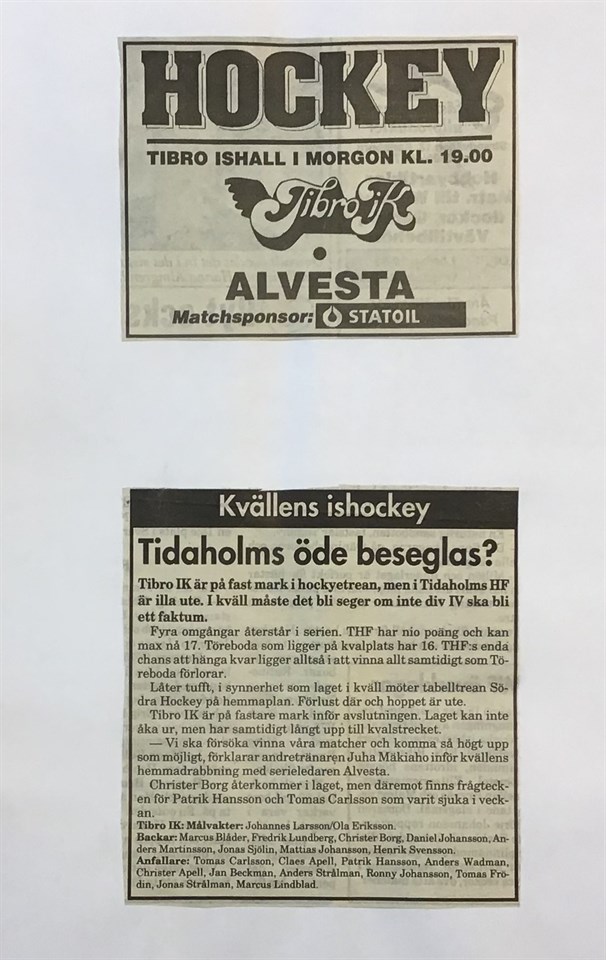 HOCKEY
TIBRO ISHALL I MORGON KL. 19.00
Tibro IK
•
ALVESTA
Matchsponsor: STATOIL
Kvällens ishockey
Tidaholms öde beseglas?
Tibro IK är på fast mark i hockyetrean, men i Tidaholms HF
är illa ute. I kväll måste det bli seger om inte div IV ska bli
ett faktum.
Fyra omgångar återstår i serien. THF har nio poäng och kan
max nå 17. Töreboda som ligger på kvalplats har 16. THF:s enda
chans att hänga kvar ligger alltså i att vinna allt samtidigt som Tö-
reboda förlorar.
Låter tufft, i synnerhet som laget i kväll möter tabelltrean Sö-
dra Hockey på hemmaplan. Förlust där och hoppet är ute.
Tibro IK är på fastare mark inför avslutningen. Laget kan inte
åka ur, men har samtidigt långt upp till kvalstrecket.
— Vi ska försöka vinna våra matcher och komma så högt upp
som möjligt, förklarar andretränaren Juha Mäkiaho inför kvällens
hemmadrabbning med serieledaren Alvesta.
Christer Borg återkommer i laget, men däremot finns frågteck-
en för Patrik Hansson och Tomas Carlsson som varit sjuka i veck-
an.
Tibro IK: Målvakter: Johannes Larsson/Ola Eriksson.
Backar: Marcus Blåder, Fredrik Lundberg, Christer Borg, Daniel Johansson, An-
ders Martinsson, Jonas Sjölin, Mattias Johansson, Henrik Svensson.
Anfallare: Tomas Carlsson, Claes Apell, Patrik Hansson, Anders Wadman,
Christer Apell, Jan Beckman, Anders Strålman, Ronny Johansson, Tomas Frö-
din, Jonas Strålman, Marcus Lindblad.